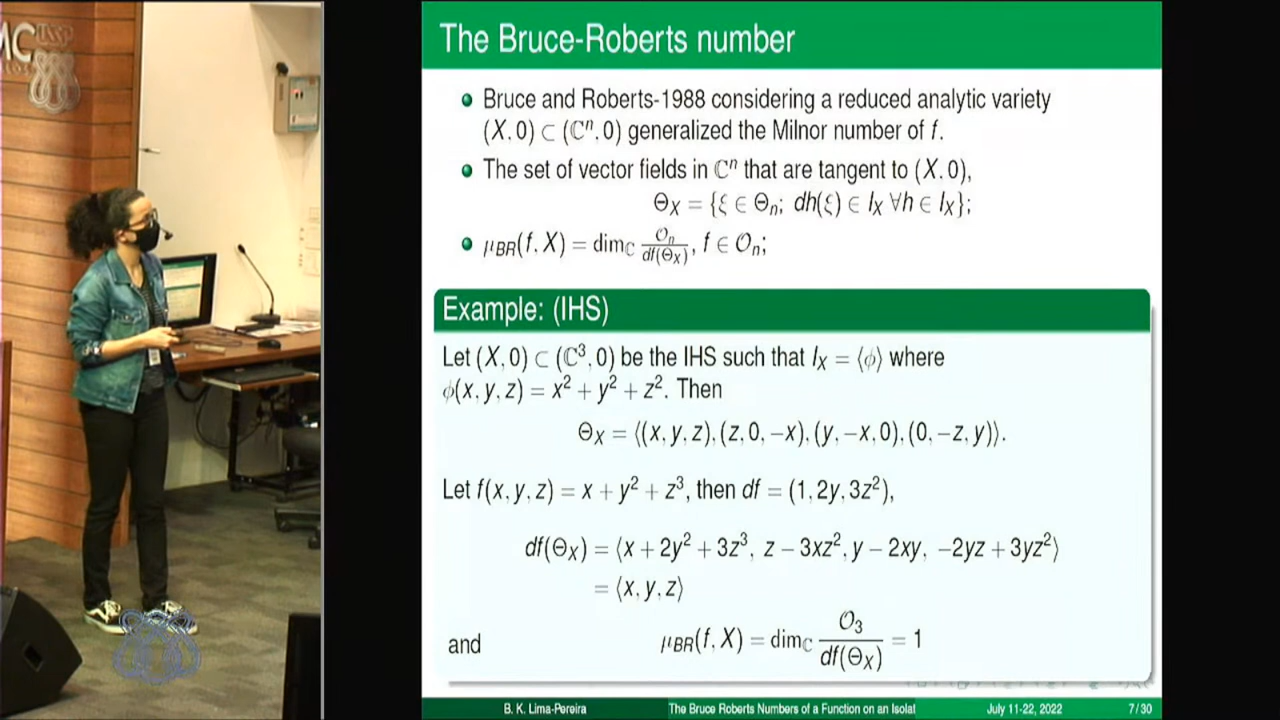 The Bruce-Roberts number
Bruce and Roberts-1988 considering a reduced analytic variety
(X, 0) ⊂ (ℂⁿ, 0) generalized the Milnor number of f.
The set of vector fields in ℂⁿ that are tangent to (X, 0),
Θ_X = {ξ ∈ Θ_n; dh(ξ) ∈ I_X ∀h ∈ I_X};
μ_BR(f, X) = dim_ℂ 𝒪_n / df(Θ_X), f ∈ 𝒪_n;
Example: (IHS)
Let (X, 0) ⊂ (ℂ³, 0) be the IHS such that I_X = ⟨ϕ⟩ where
ϕ(x, y, z) = x² + y² + z². Then
Θ_X = ⟨(x, y, z), (z, 0, −x), (y, −x, 0), (0, −z, y)⟩.
Let f(x, y, z) = x + y² + z³, then df = (1, 2y, 3z²),
df(Θ_X) = ⟨x + 2y² + 3z³, z − 3xz², y − 2xy, −2yz + 3yz²⟩
= ⟨x, y, z⟩
and μ_BR(f, X) = dim_ℂ 𝒪₃ / df(Θ_X) = 1
B. K. Lima-Pereira The Bruce Roberts Numbers of a Function on an Isolat July 11-22, 2022 7/30